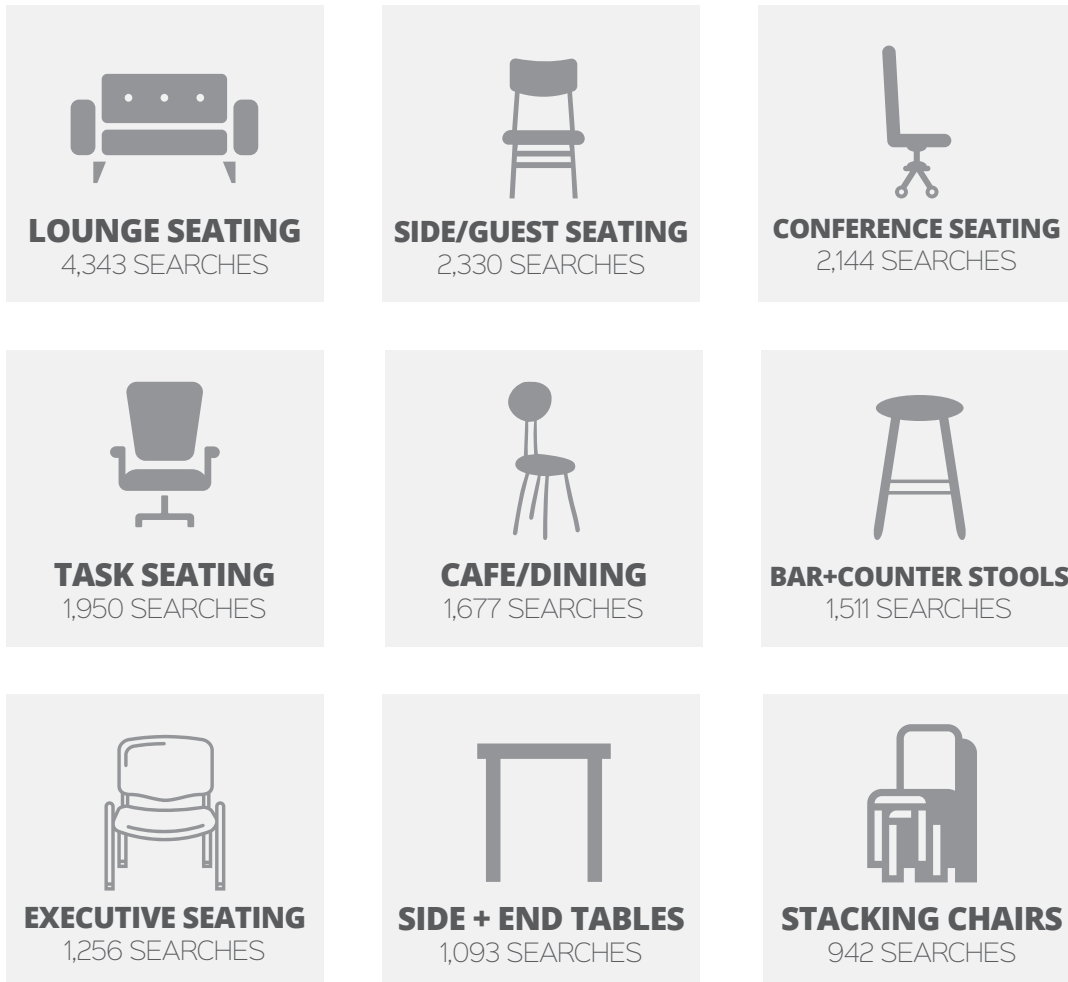 LOUNGE SEATING
4,343 SEARCHES
SIDE/GUEST SEATING
2,330 SEARCHES
CONFERENCE SEATING
2,144 SEARCHES
TASK SEATING
1,950 SEARCHES
CAFE/DINING
1,677 SEARCHES
BAR+COUNTER STOOLS
1,511 SEARCHES
EXECUTIVE SEATING
1,256 SEARCHES
SIDE + END TABLES
1,093 SEARCHES
STACKING CHAIRS
942 SEARCHES